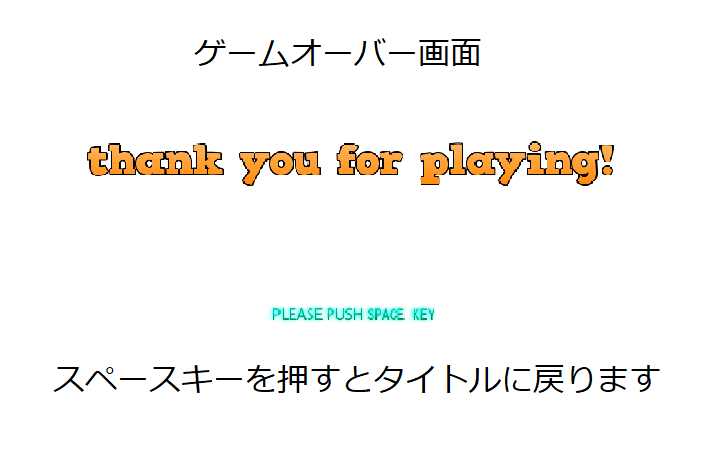 ゲームオーバー画面
thank you for playing!
PLEASE PUSH SPACE KEY
スペースキーを押すとタイトルに戻ります